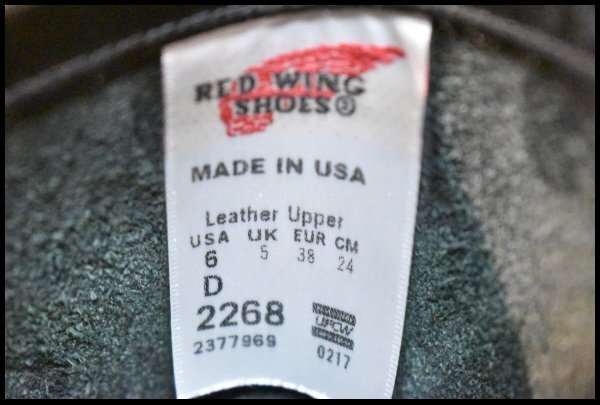 RED WING
SHOES®
MADE IN USA
Leather Upper
USA UK EUR CM
6 5 38 24
D
2268
UFCW
2377969 0217